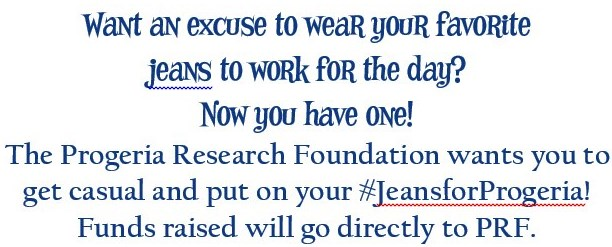 Want an excuse to wear your favorite
jeans to work for the day?
Now you have one!
The Progeria Research Foundation wants you to
get casual and put on your #JeansforProgeria!
Funds raised will go directly to PRF.